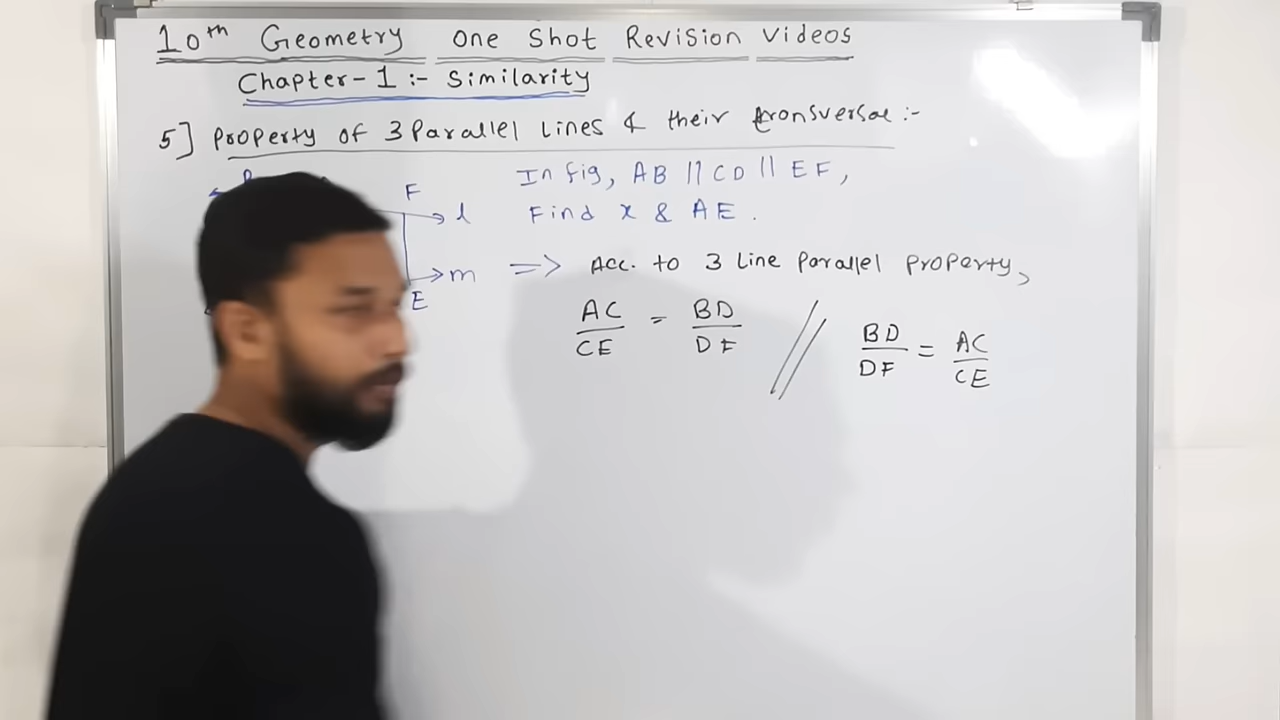 10th Geometry one Shot Revision Videos
Chapter-1 :- Similarity
5] Property of 3 Parallel Lines & their transversal :-
F
l
m
E
In fig, AB || CD || EF,
Find x & AE.
=> Acc. to 3 Line Parallel Property,
AC/CE = BD/DF // BD/DF = AC/CE